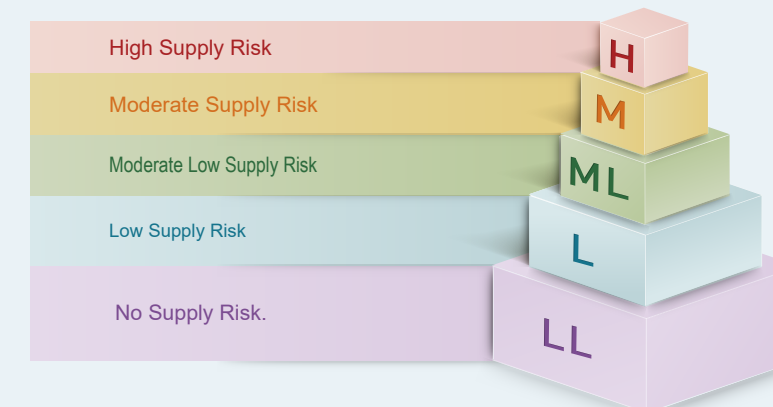 High Supply Risk
H
Moderate Supply Risk
M
Moderate Low Supply Risk
ML
Low Supply Risk
L
No Supply Risk.
LL